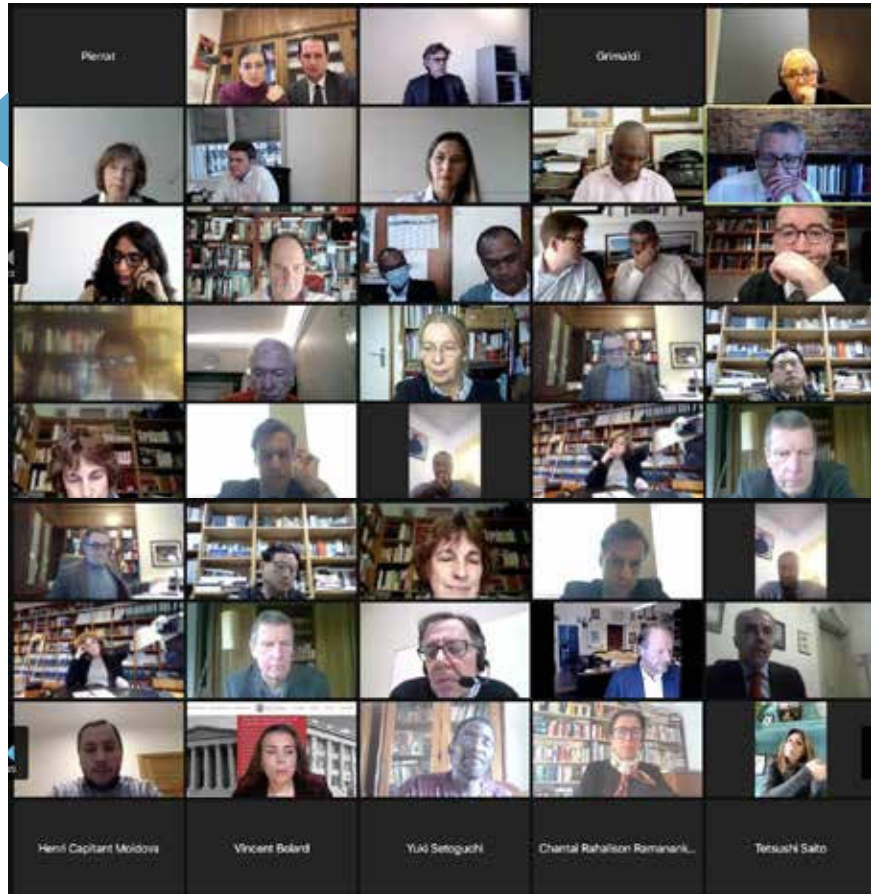 Pierrat
Grimaldi
Henri Capitant Moldova
Vincent Bolard
Yuki Setoguchi
Chantal Rahalison Ramanank...
Tetsushi Saito